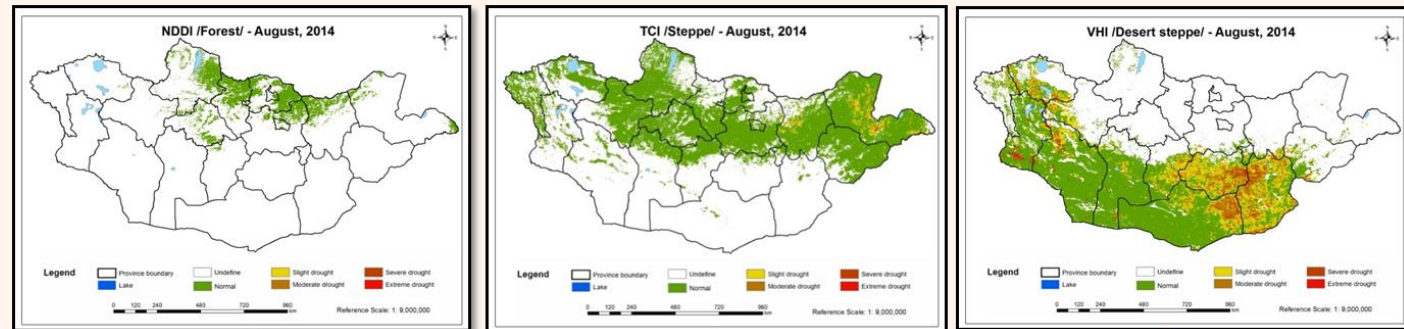 NDDI /Forest/ - August, 2014
Legend
Province boundary
Undefine
Slight drought
Severe drought
Lake
Normal
Moderate drought
Extreme drought
0 120 240 480 720 960
km
Reference Scale: 1: 9,000,000
TCI /Steppe/ - August, 2014
Legend
Province boundary
Undefine
Slight drought
Severe drought
Lake
Normal
Moderate drought
Extreme drought
0 120 240 480 720 960
km
Reference Scale: 1: 9,000,000
VHI /Desert steppe/ - August, 2014
Legend
Province boundary
Undefine
Slight drought
Severe drought
Lake
Normal
Moderate drought
Extreme drought
0 120 240 480 720 960
km
Reference Scale: 1: 9,000,000